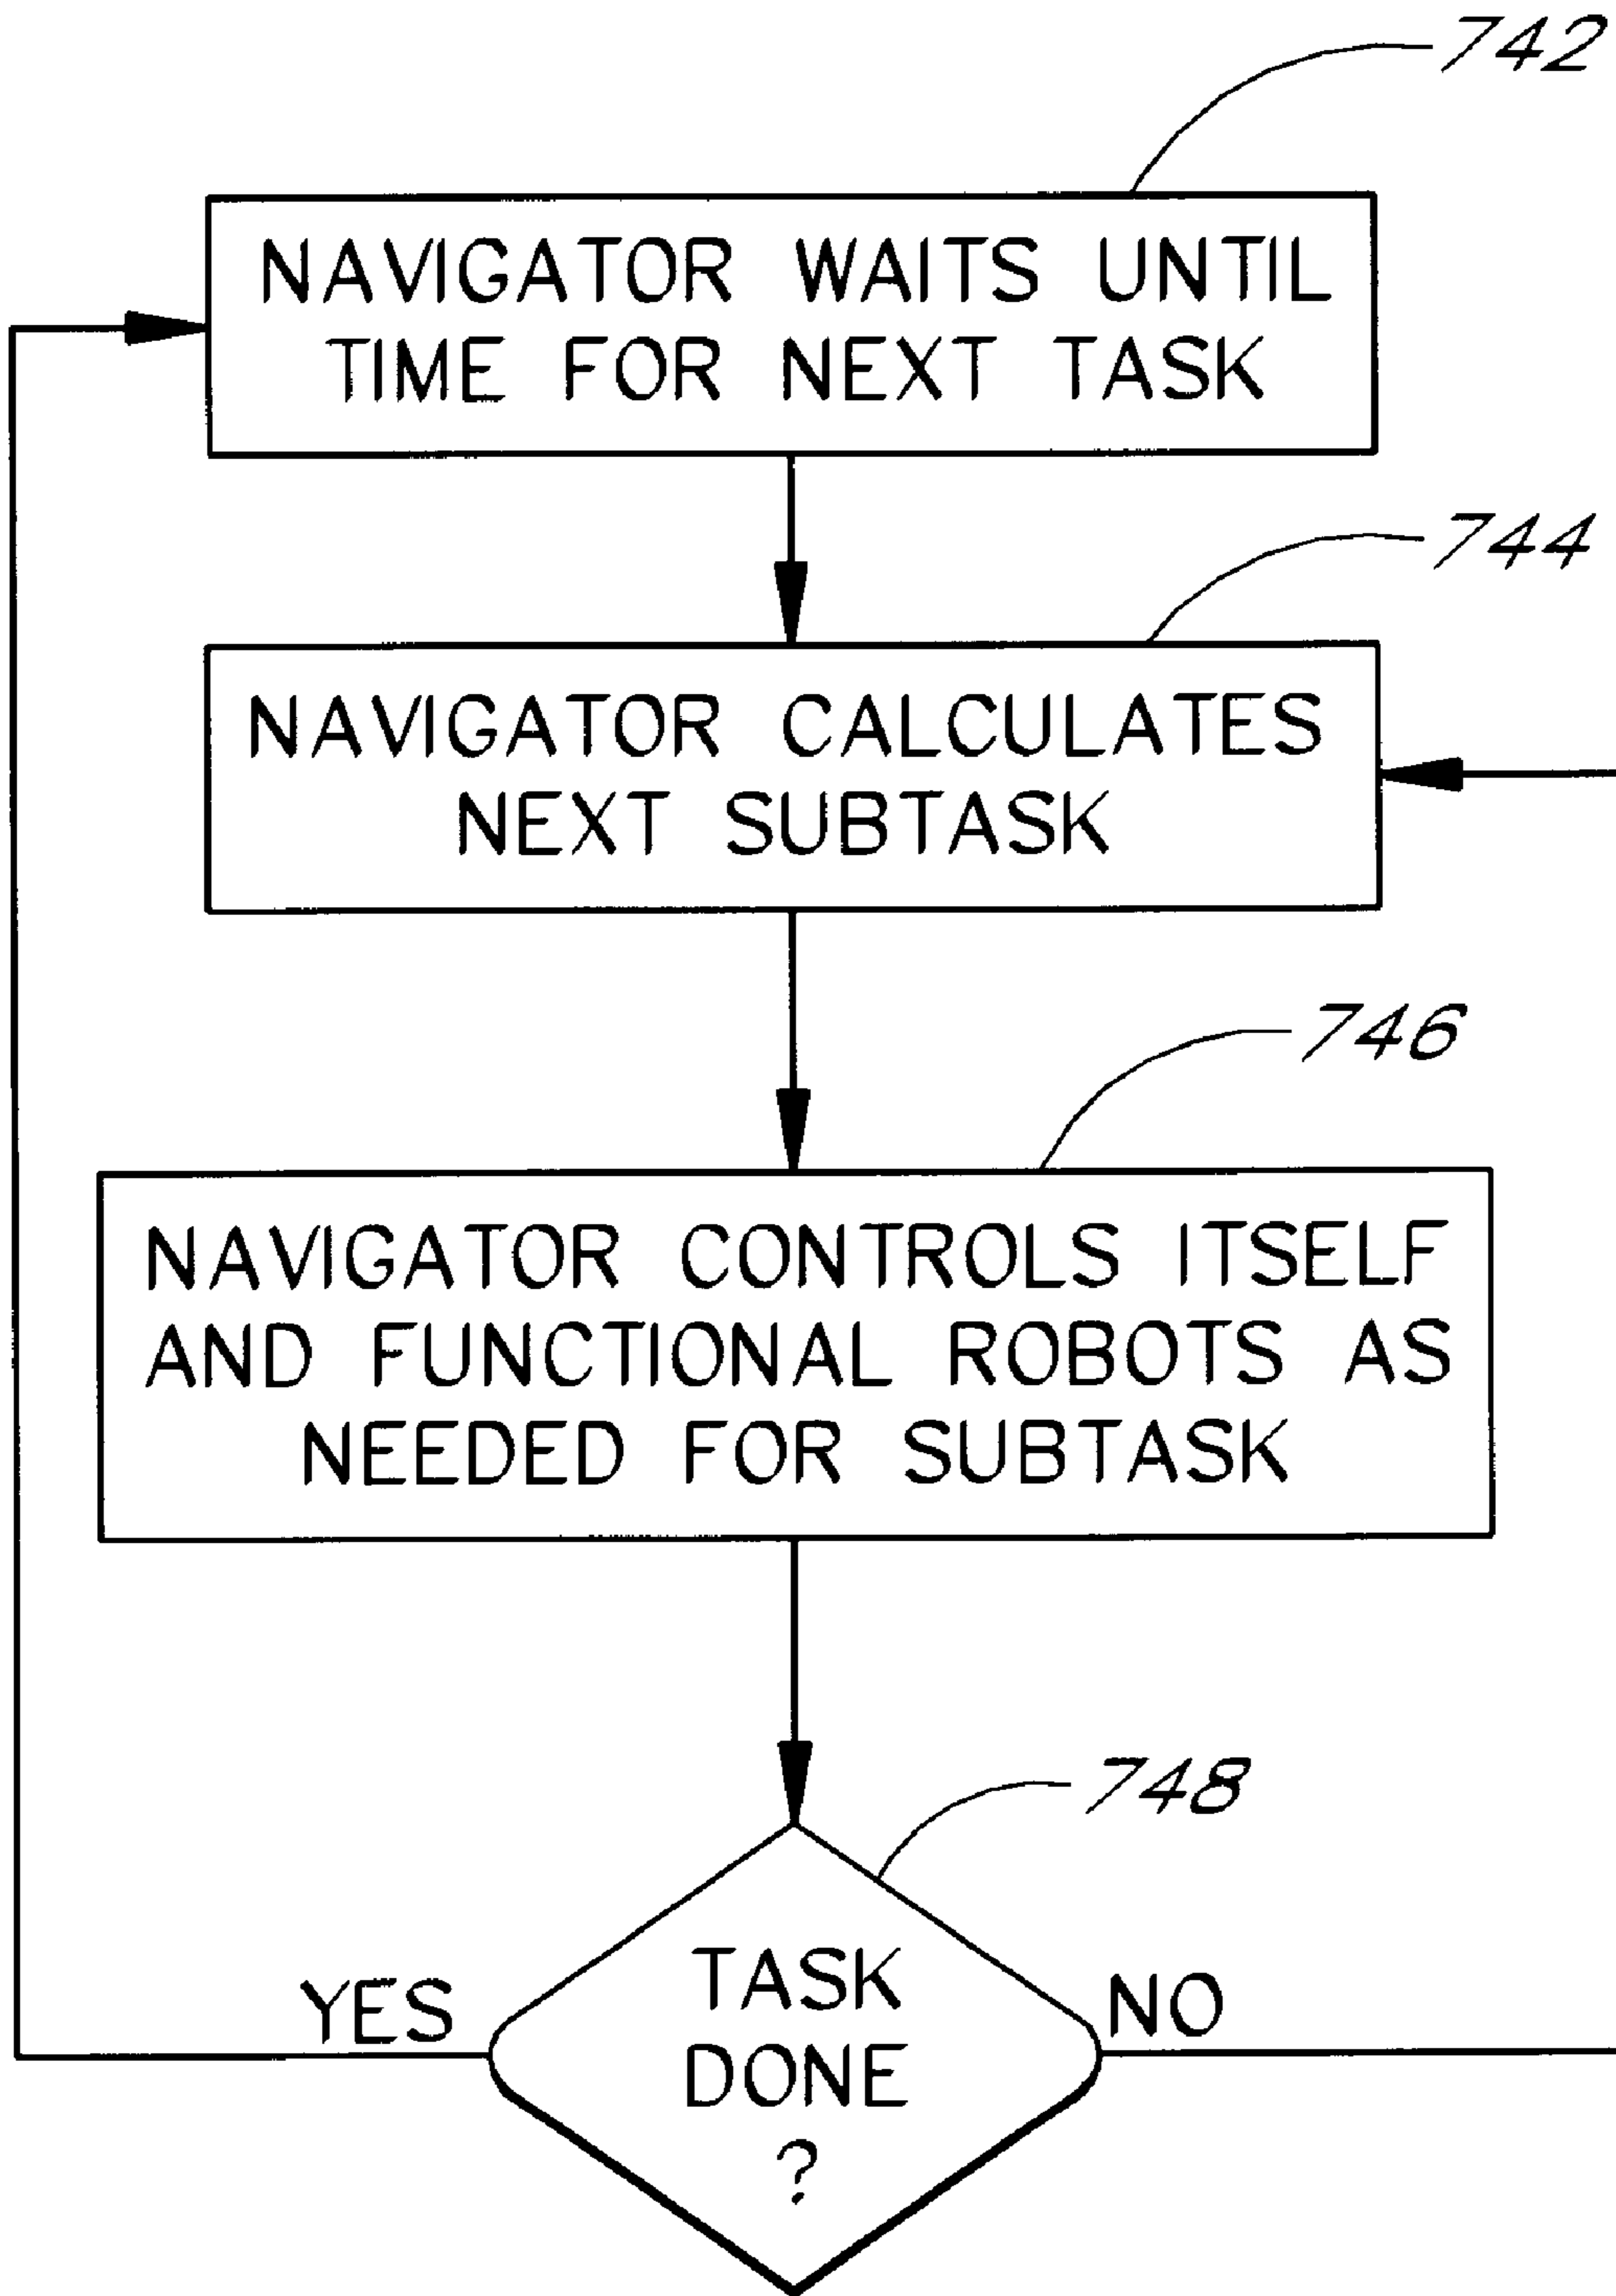 742
NAVIGATOR WAITS UNTIL
TIME FOR NEXT TASK
744
NAVIGATOR CALCULATES
NEXT SUBTASK
746
NAVIGATOR CONTROLS ITSELF
AND FUNCTIONAL ROBOTS AS
NEEDED FOR SUBTASK
748
TASK
DONE
?
YES
NO